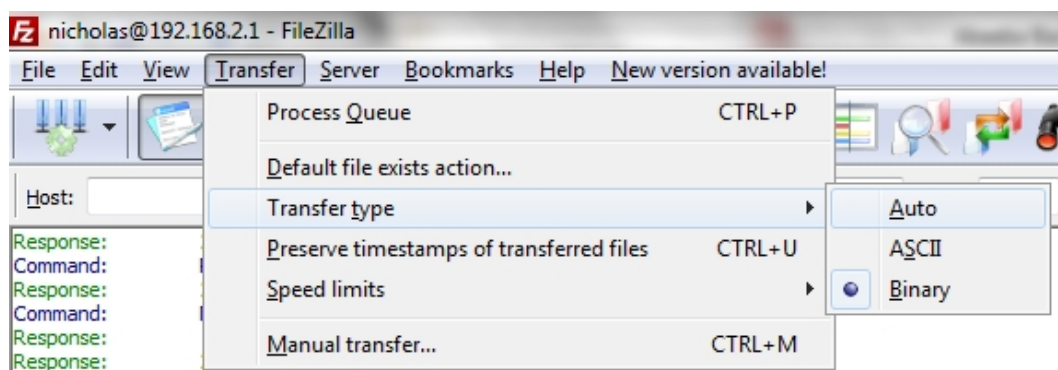 Fz nicholas@192.168.2.1 - FileZilla
File Edit View Transfer Server Bookmarks Help New version available!
Process Queue CTRL+P
Default file exists action...
Host:
Transfer type
Auto
Response:
Preserve timestamps of transferred files CTRL+U
ASCII
Command:
Response:
Speed limits
Binary
Command:
Response:
Manual transfer... CTRL+M
Response: